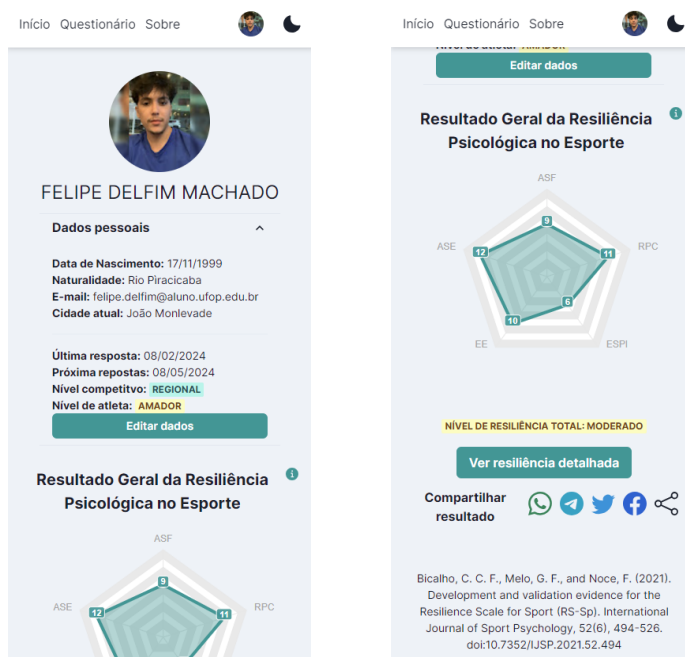 Início Questionário Sobre
FELIPE DELFIM MACHADO
Dados pessoais
Data de Nascimento: 17/11/1999
Naturalidade: Rio Piracicaba
E-mail: felipe.delfim@aluno.ufop.edu.br
Cidade atual: João Monlevade
Última resposta: 08/02/2024
Próxima repostas: 08/05/2024
Nível competitvo: REGIONAL
Nível de atleta: AMADOR
Editar dados
Resultado Geral da Resiliência
Psicológica no Esporte
ASF
9
ASE
12
11
RPC
Início Questionário Sobre
Nível de atleta: AMADOR
Editar dados
Resultado Geral da Resiliência
Psicológica no Esporte
ASF
9
ASE
12
11
RPC
6
10
EE
ESPI
NÍVEL DE RESILIÊNCIA TOTAL: MODERADO
Ver resiliência detalhada
Compartilhar
resultado
Bicalho, C. C. F., Melo, G. F., and Noce, F. (2021).
Development and validation evidence for the
Resilience Scale for Sport (RS-Sp). International
Journal of Sport Psychology, 52(6), 494-526.
doi:10.7352/IJSP.2021.52.494